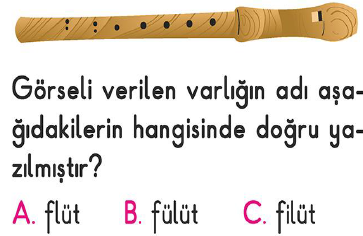 Görseli verilen varlığın adı aşa-
ğıdakilerin hangisinde doğru ya-
zılmıştır?
A. flüt B. fülüt C. filüt